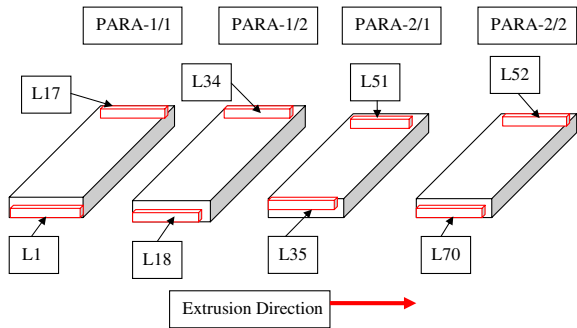 PARA-1/1
PARA-1/2
PARA-2/1
PARA-2/2
L17
L34
L51
L52
L1
L18
L35
L70
Extrusion Direction